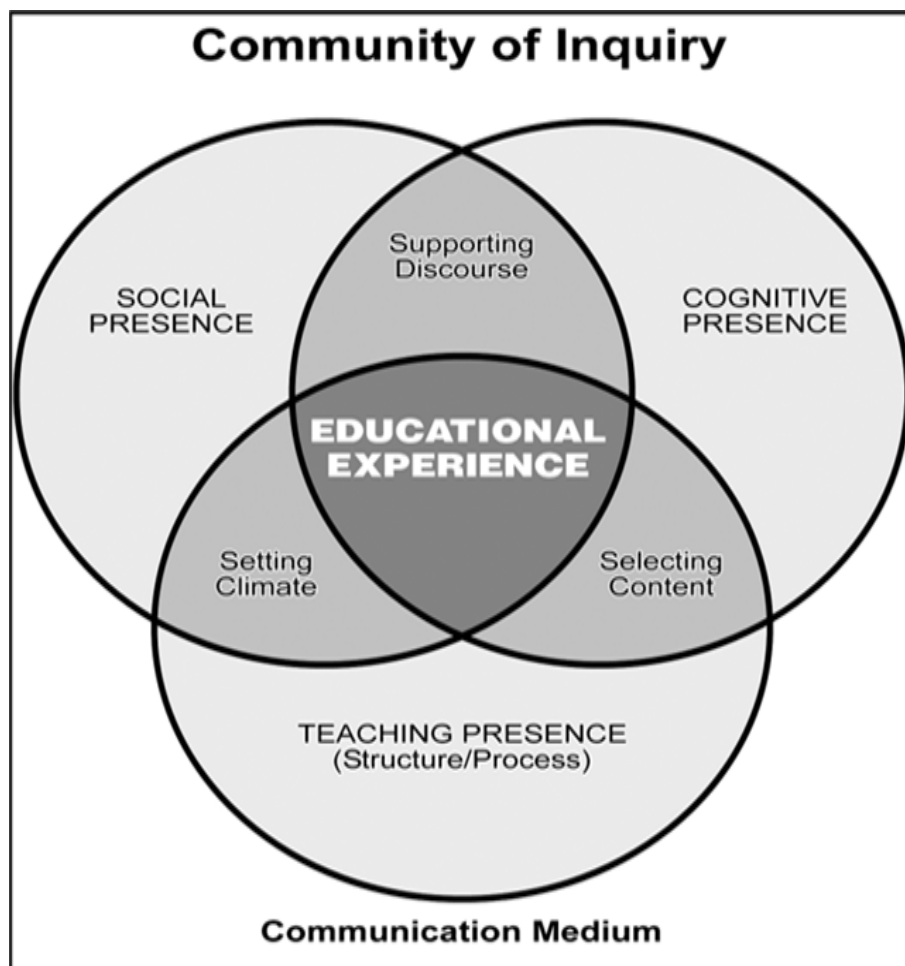 Community of Inquiry
Supporting
Discourse
SOCIAL
PRESENCE
COGNITIVE
PRESENCE
EDUCATIONAL
EXPERIENCE
Setting
Climate
Selecting
Content
TEACHING PRESENCE
(Structure/Process)
Communication Medium